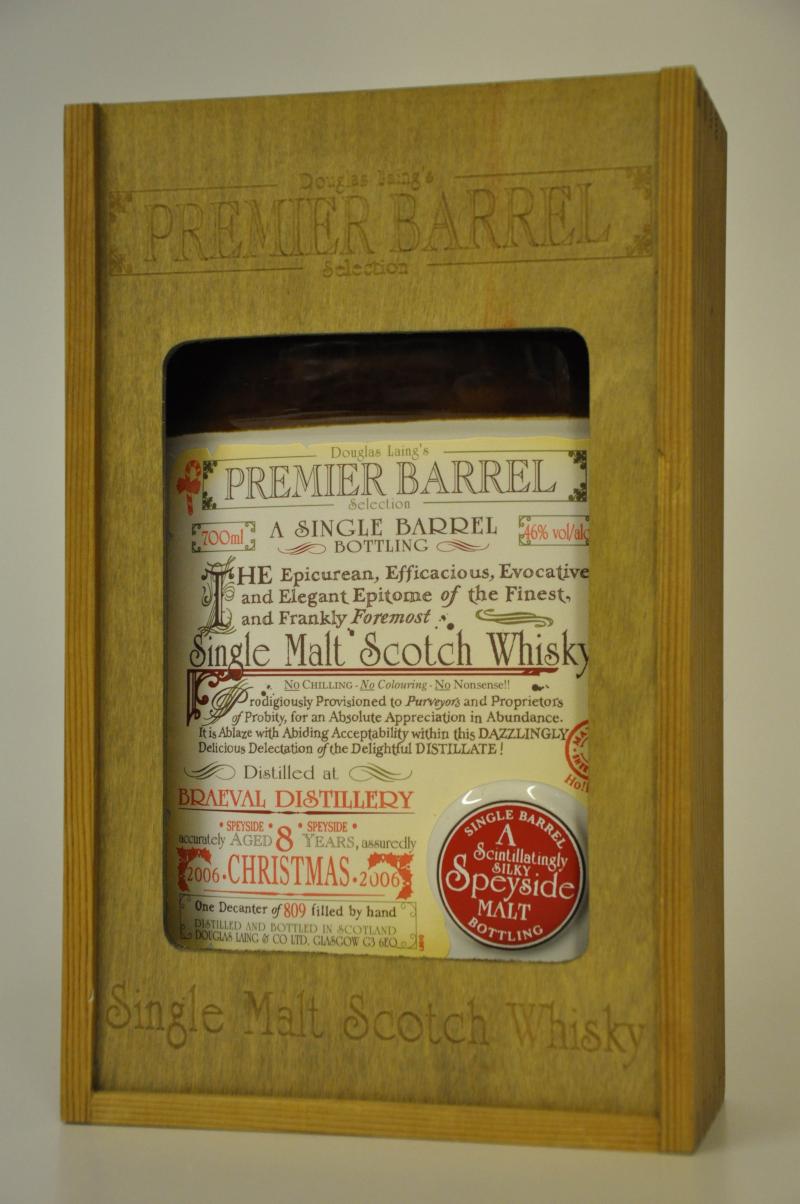 Douglas Laing's
PREMIER BARREL
Selection
Douglas Laing's
PREMIER BARREL
Selection
700ml
A SINGLE BARREL
BOTTLING
46% vol/alc
THE Epicurean, Efficacious, Evocative
and Elegant Epitome of the Finest,
and Frankly Foremost
Single Malt Scotch Whisky
No CHILLING - No Colouring - No Nonsense!!
Prodigiously Provisioned to Purveyors and Proprietors
of Probity, for an Absolute Appreciation in Abundance.
It is Ablaze with Abiding Acceptability within this DAZZLINGLY
Delicious Delectation of the Delightful DISTILLATE!
Distilled at
BRAEVAL DISTILLERY
• SPEYSIDE • SPEYSIDE •
accurately AGED 8 YEARS, assuredly
2006 • CHRISTMAS • 2006
One Decanter of 809 filled by hand
DISTILLED AND BOTTLED IN SCOTLAND
DOUGLAS LAING & CO LTD, GLASGOW G3 6EQ
SINGLE BARREL
A
Scintillatingly
SILKY
Speyside
MALT
BOTTLING
Single Malt Scotch Whisky